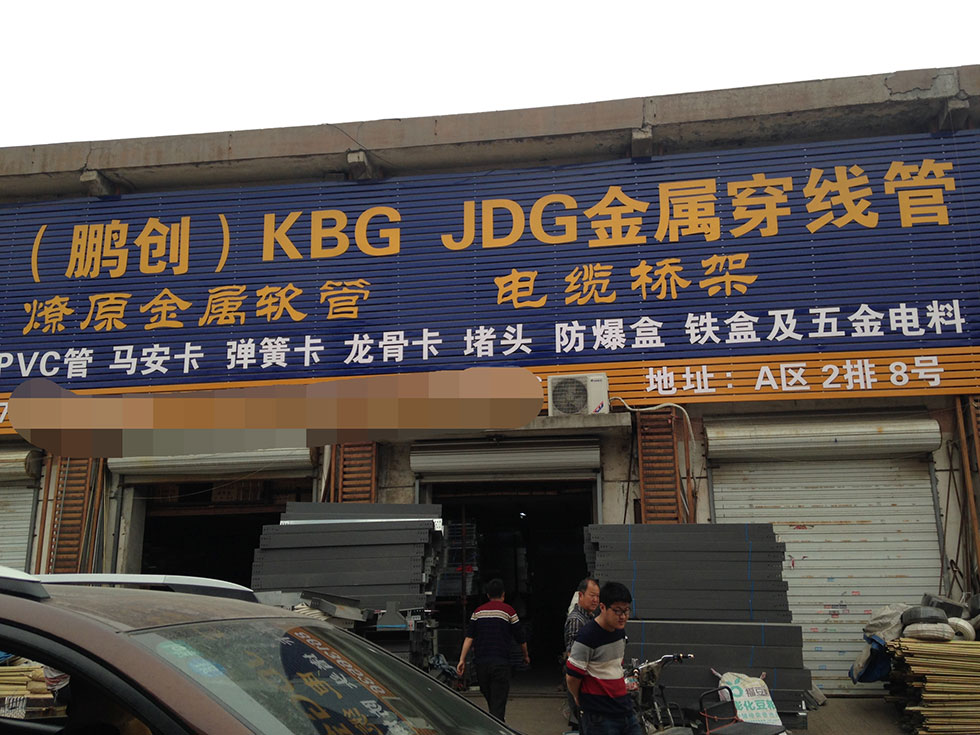 （鹏创）KBG JDG金属穿线管
燎原金属软管 电缆桥架
PVC管 马安卡 弹簧卡 龙骨卡 堵头 防爆盒 铁盒及五金电料
地址：A区 2排 8号
化豆